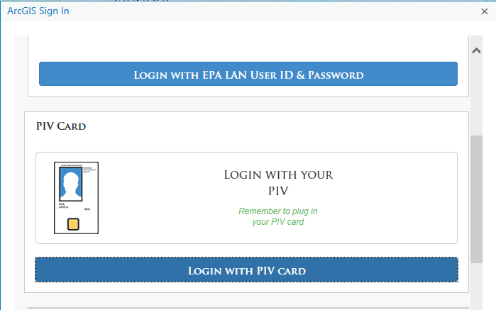 ArcGIS Sign In
LOGIN WITH EPA LAN USER ID & PASSWORD
PIV CARD
LOGIN WITH YOUR
PIV
Remember to plug in
your PIV card
LOGIN WITH PIV CARD